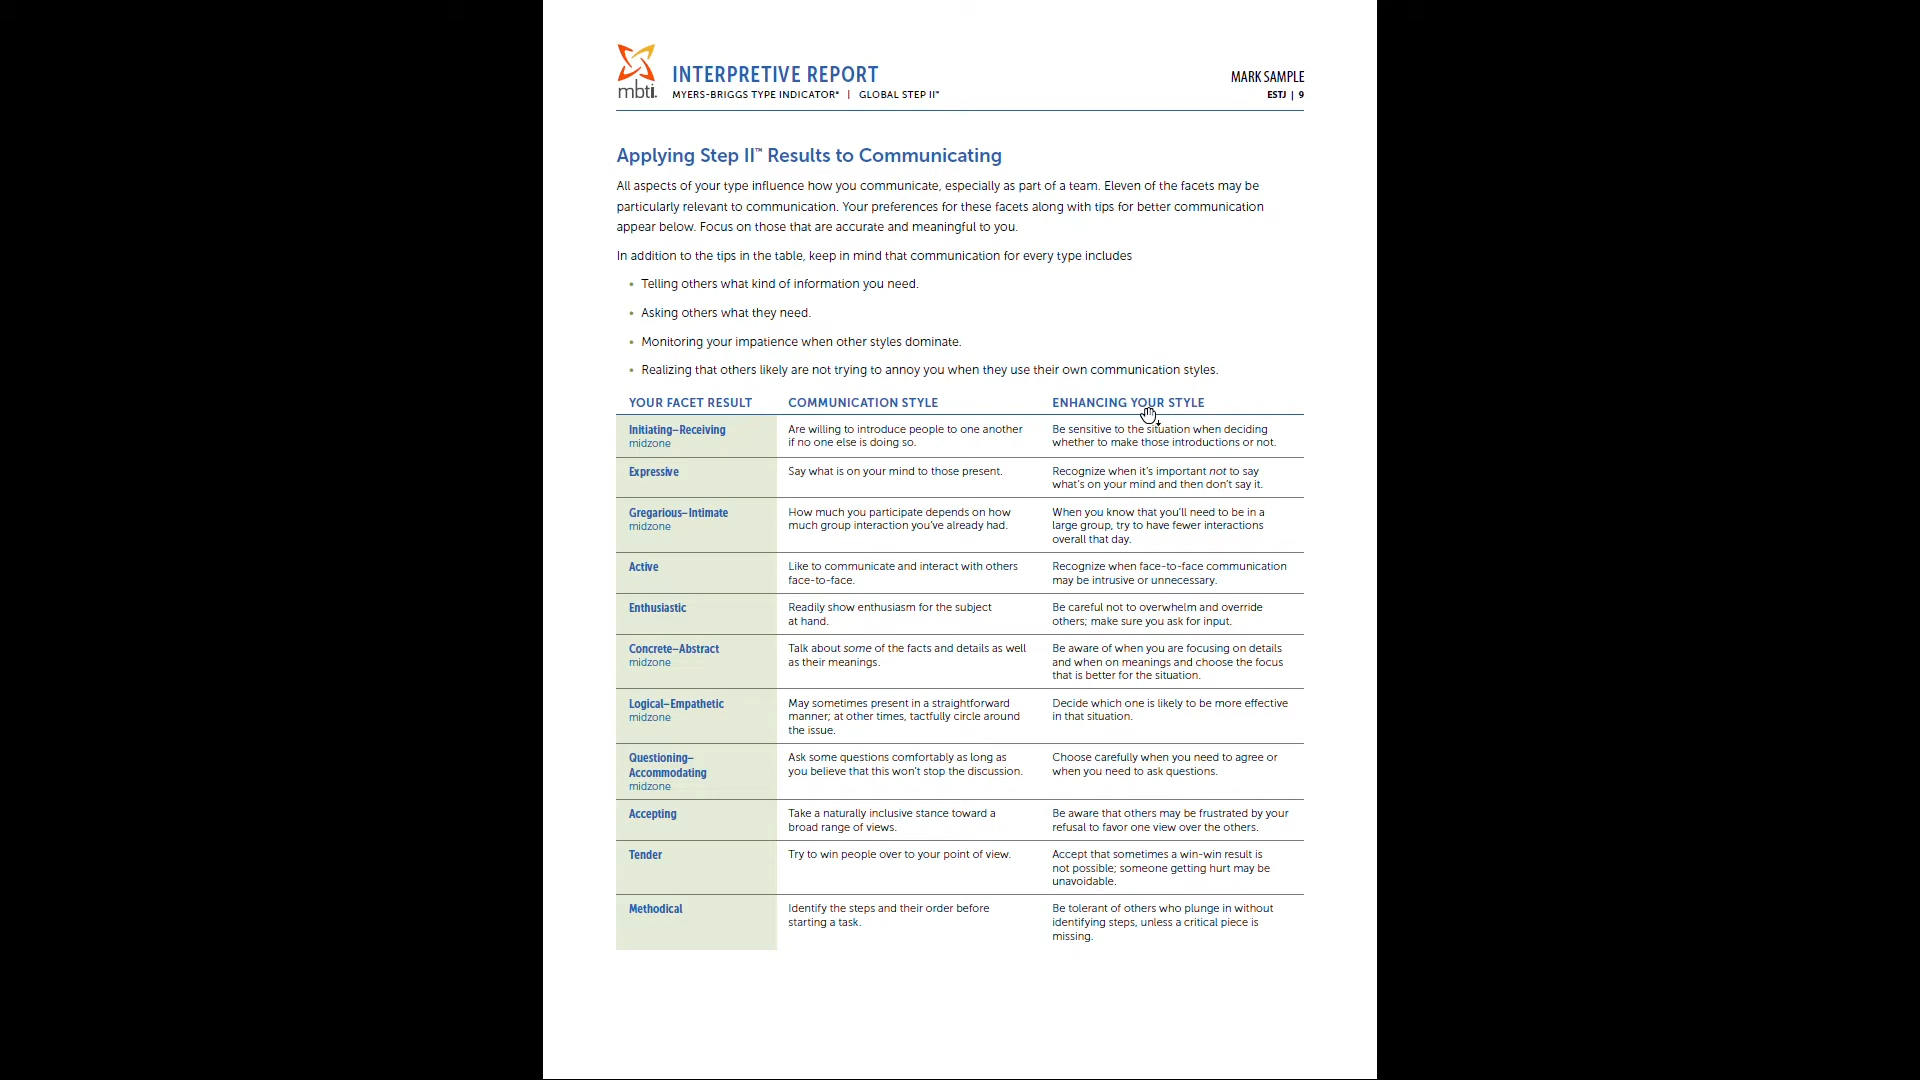 mbti.
INTERPRETIVE REPORT
MYERS-BRIGGS TYPE INDICATOR® | GLOBAL STEP II™
MARK SAMPLE
ESTJ | 9
Applying Step II™ Results to Communicating
All aspects of your type influence how you communicate, especially as part of a team. Eleven of the facets may be
particularly relevant to communication. Your preferences for these facets along with tips for better communication
appear below. Focus on those that are accurate and meaningful to you.
In addition to the tips in the table, keep in mind that communication for every type includes
• Telling others what kind of information you need.
• Asking others what they need.
• Monitoring your impatience when other styles dominate.
• Realizing that others likely are not trying to annoy you when they use their own communication styles.
YOUR FACET RESULT
COMMUNICATION STYLE
ENHANCING YOUR STYLE
Initiating–Receiving
midzone
Are willing to introduce people to one another
if no one else is doing so.
Be sensitive to the situation when deciding
whether to make those introductions or not.
Expressive
Say what is on your mind to those present.
Recognize when it's important not to say
what's on your mind and then don't say it.
Gregarious–Intimate
midzone
How much you participate depends on how
much group interaction you've already had.
When you know that you'll need to be in a
large group, try to have fewer interactions
overall that day.
Active
Like to communicate and interact with others
face-to-face.
Recognize when face-to-face communication
may be intrusive or unnecessary.
Enthusiastic
Readily show enthusiasm for the subject
at hand.
Be careful not to overwhelm and override
others; make sure you ask for input.
Concrete–Abstract
midzone
Talk about some of the facts and details as well
as their meanings.
Be aware of when you are focusing on details
and when on meanings and choose the focus
that is better for the situation.
Logical–Empathetic
midzone
May sometimes present in a straightforward
manner; at other times, tactfully circle around
the issue.
Decide which one is likely to be more effective
in that situation.
Questioning–
Accommodating
midzone
Ask some questions comfortably as long as
you believe that this won't stop the discussion.
Choose carefully when you need to agree or
when you need to ask questions.
Accepting
Take a naturally inclusive stance toward a
broad range of views.
Be aware that others may be frustrated by your
refusal to favor one view over the others.
Tender
Try to win people over to your point of view.
Accept that sometimes a win-win result is
not possible; someone getting hurt may be
unavoidable.
Methodical
Identify the steps and their order before
starting a task.
Be tolerant of others who plunge in without
identifying steps, unless a critical piece is
missing.